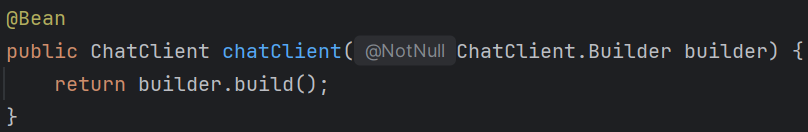 @Bean
public ChatClient chatClient( @NotNull ChatClient.Builder builder) {
    return builder.build();
}